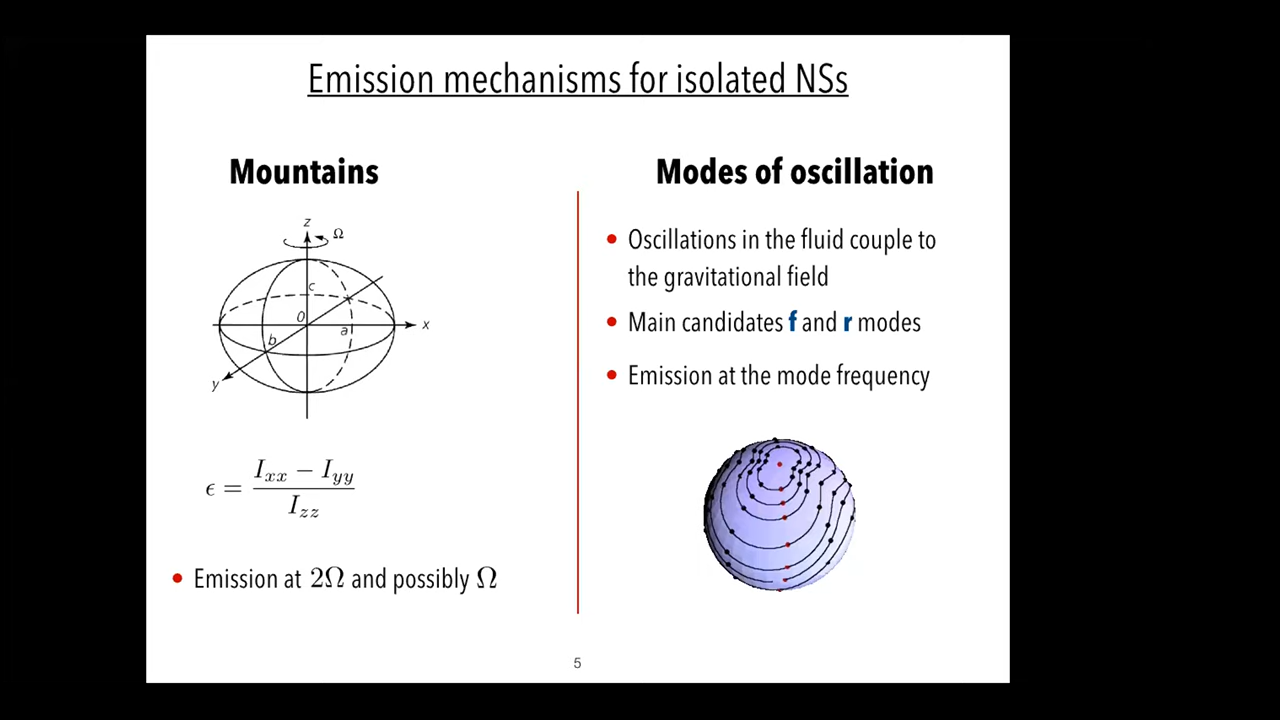 Emission mechanisms for isolated NSs
Mountains
z
Ω
c
0
a
x
b
y
ϵ = (I_xx − I_yy) / I_zz
• Emission at 2Ω and possibly Ω
Modes of oscillation
• Oscillations in the fluid couple to
the gravitational field
• Main candidates f and r modes
• Emission at the mode frequency
5